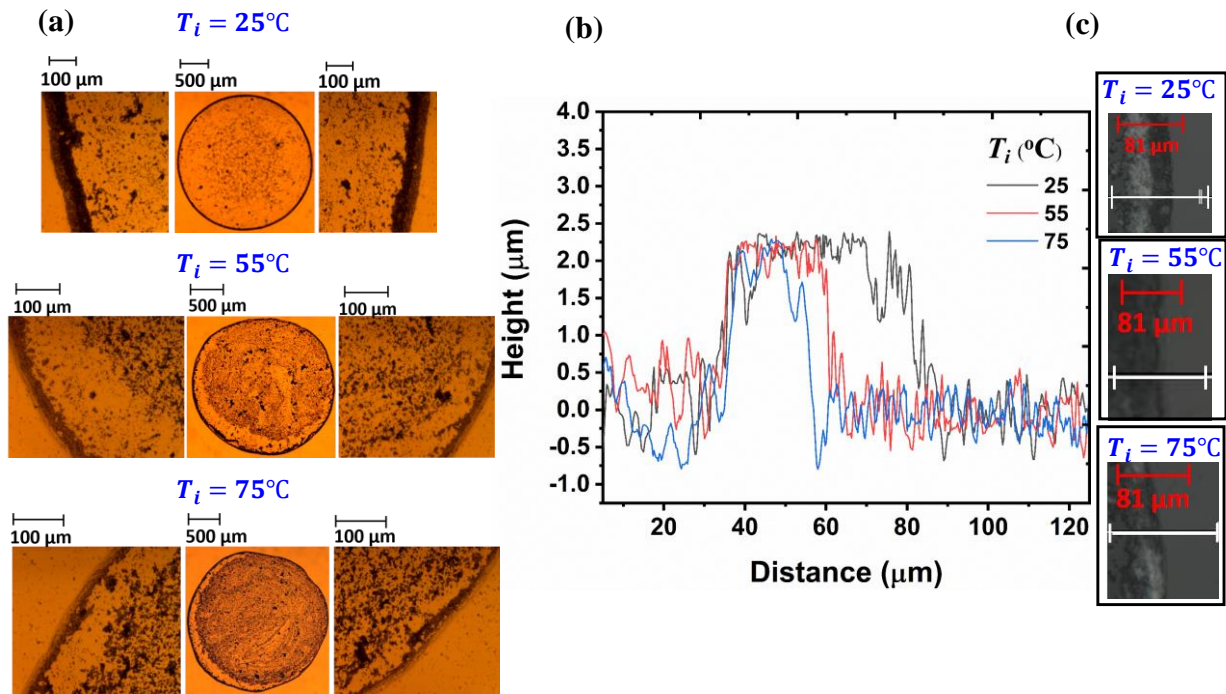 (a)
T_i = 25°C
100 µm
500 µm
100 µm
T_i = 55°C
100 µm
500 µm
100 µm
T_i = 75°C
100 µm
500 µm
100 µm
(b)
4.0
3.5
3.0
2.5
2.0
1.5
1.0
0.5
0.0
-0.5
-1.0
Height (µm)
T_i (°C)
25
55
75
20
40
60
80
100
120
Distance (µm)
(c)
T_i = 25°C
81 µm
T_i = 55°C
81 µm
T_i = 75°C
81 µm